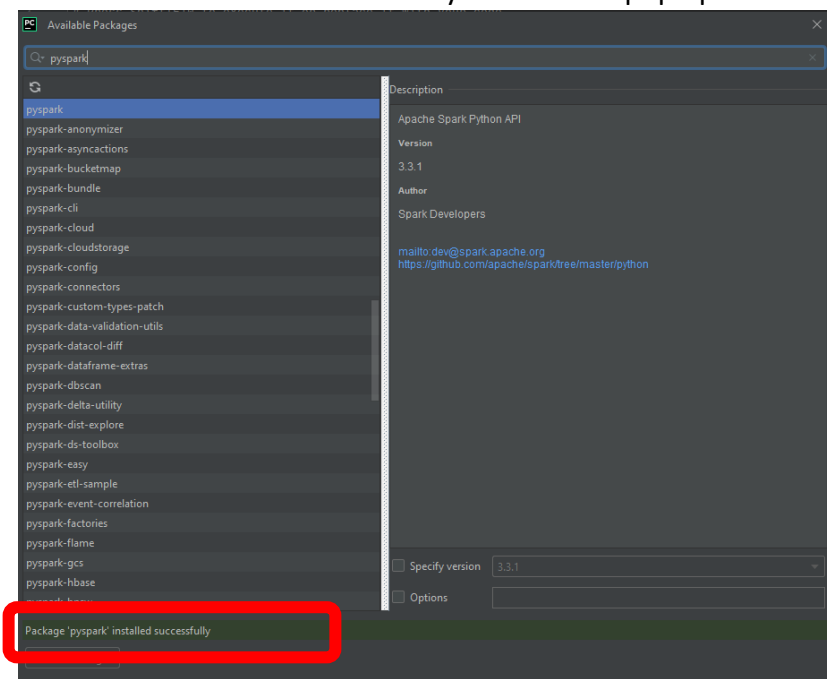 PC Available Packages
pyspark
pyspark
pyspark-anonymizer
pyspark-asyncactions
pyspark-bucketmap
pyspark-bundle
pyspark-cli
pyspark-cloud
pyspark-cloudstorage
pyspark-config
pyspark-connectors
pyspark-custom-types-patch
pyspark-data-validation-utils
pyspark-datacol-diff
pyspark-dataframe-extras
pyspark-dbscan
pyspark-delta-utility
pyspark-dist-explore
pyspark-ds-toolbox
pyspark-easy
pyspark-etl-sample
pyspark-event-correlation
pyspark-factories
pyspark-flame
pyspark-gcs
pyspark-hbase
Description
Apache Spark Python API
Version
3.3.1
Author
Spark Developers
mailto:dev@spark.apache.org
https://github.com/apache/spark/tree/master/python
Specify version 3.3.1
Options
Package 'pyspark' installed successfully